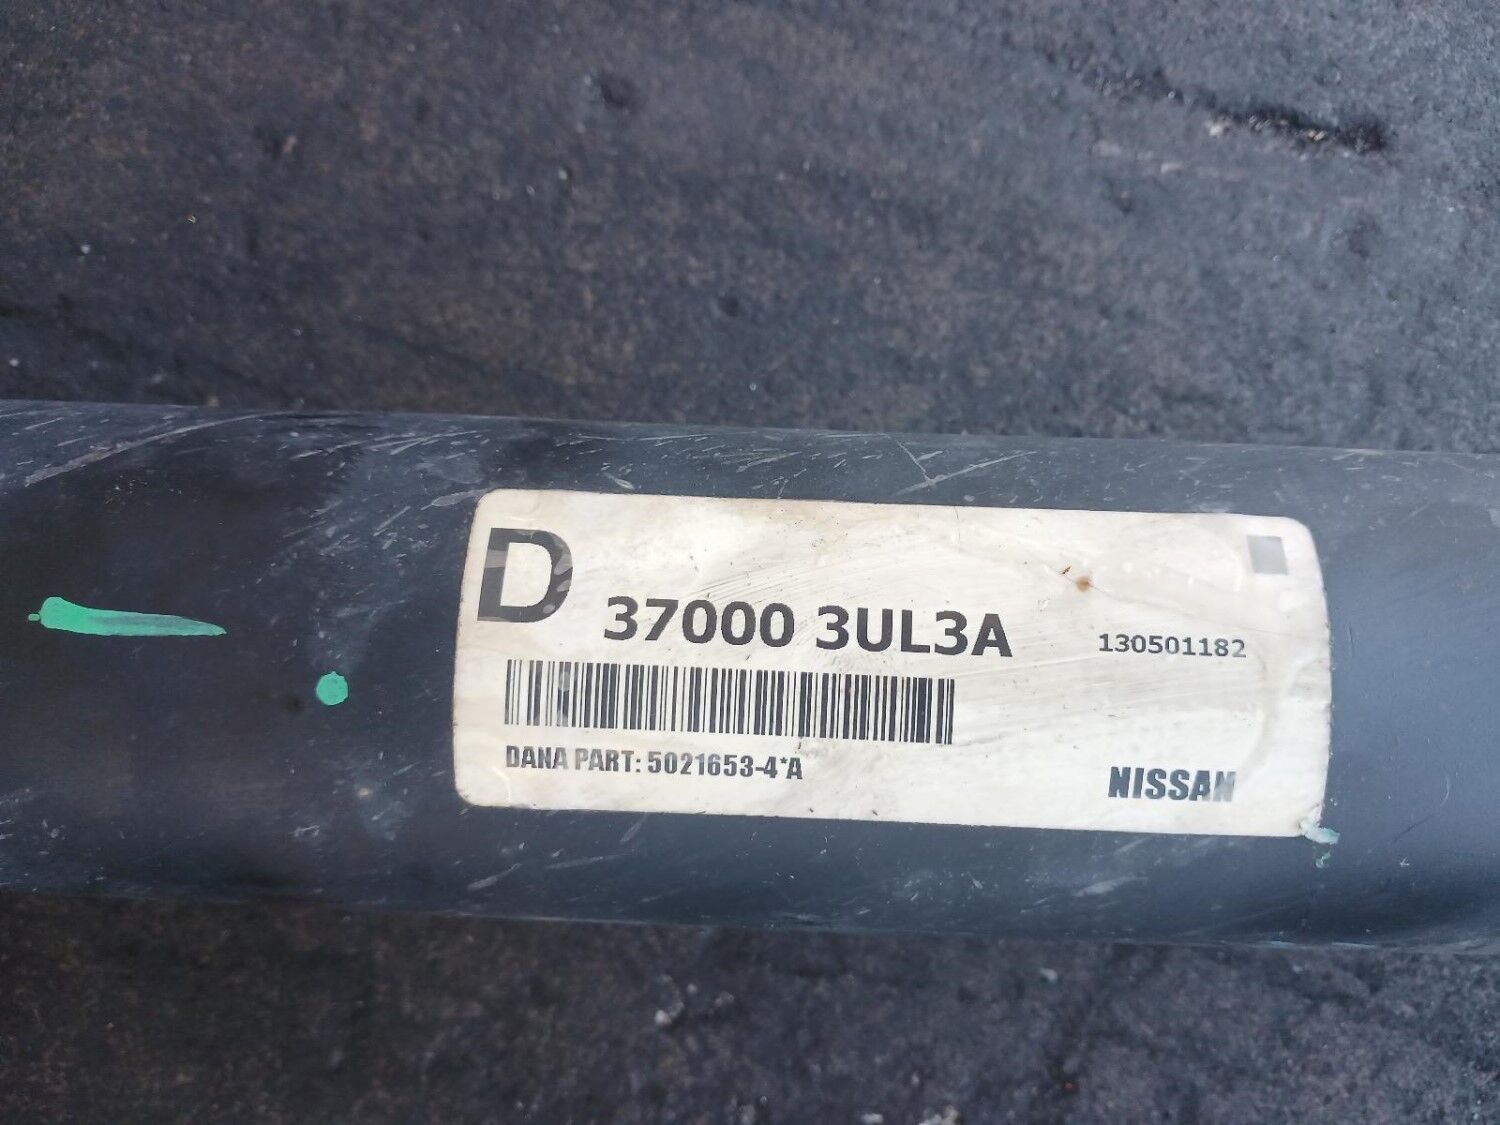 D 37000 3UL3A 130501182
DANA PART: 5021653-4*A
NISSAN